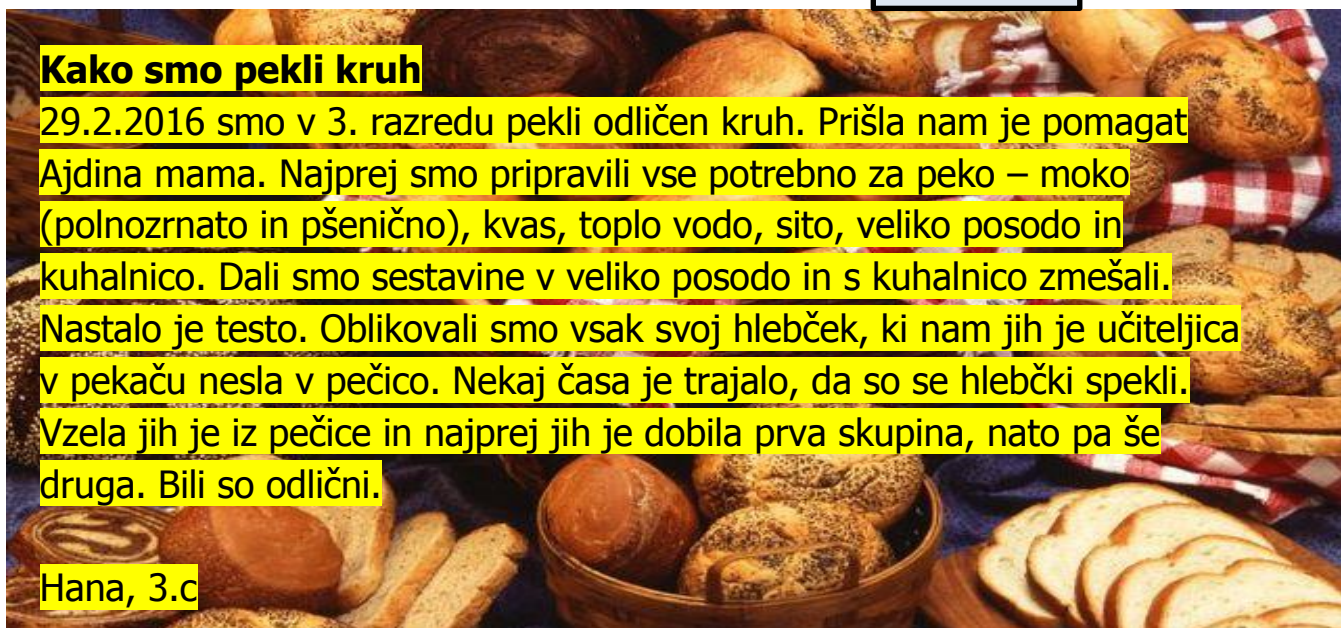 Kako smo pekli kruh
29.2.2016 smo v 3. razredu pekli odličen kruh. Prišla nam je pomagat
Ajdina mama. Najprej smo pripravili vse potrebno za peko – moko
(polnozrnato in pšenično), kvas, toplo vodo, sito, veliko posodo in
kuhalnico. Dali smo sestavine v veliko posodo in s kuhalnico zmešali.
Nastalo je testo. Oblikovali smo vsak svoj hlebček, ki nam jih je učiteljica
v pekaču nesla v pečico. Nekaj časa je trajalo, da so se hlebčki spekli.
Vzela jih je iz pečice in najprej jih je dobila prva skupina, nato pa še
druga. Bili so odlični.
Hana, 3.c